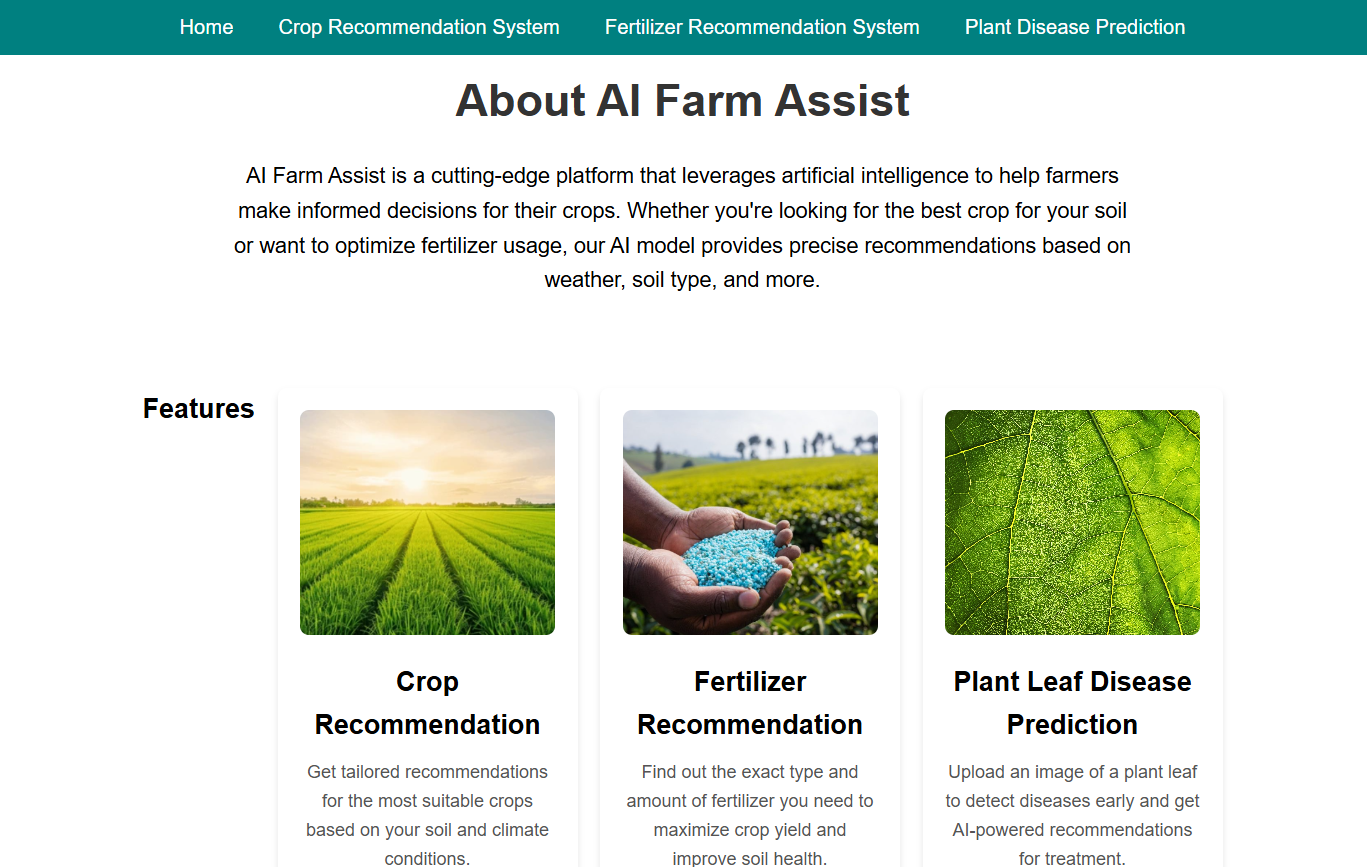 Home Crop Recommendation System Fertilizer Recommendation System Plant Disease Prediction
About AI Farm Assist
AI Farm Assist is a cutting-edge platform that leverages artificial intelligence to help farmers
make informed decisions for their crops. Whether you're looking for the best crop for your soil
or want to optimize fertilizer usage, our AI model provides precise recommendations based on
weather, soil type, and more.
Features
Crop
Recommendation
Get tailored recommendations
for the most suitable crops
based on your soil and climate
conditions.
Fertilizer
Recommendation
Find out the exact type and
amount of fertilizer you need to
maximize crop yield and
improve soil health.
Plant Leaf Disease
Prediction
Upload an image of a plant leaf
to detect diseases early and get
AI-powered recommendations
for treatment.